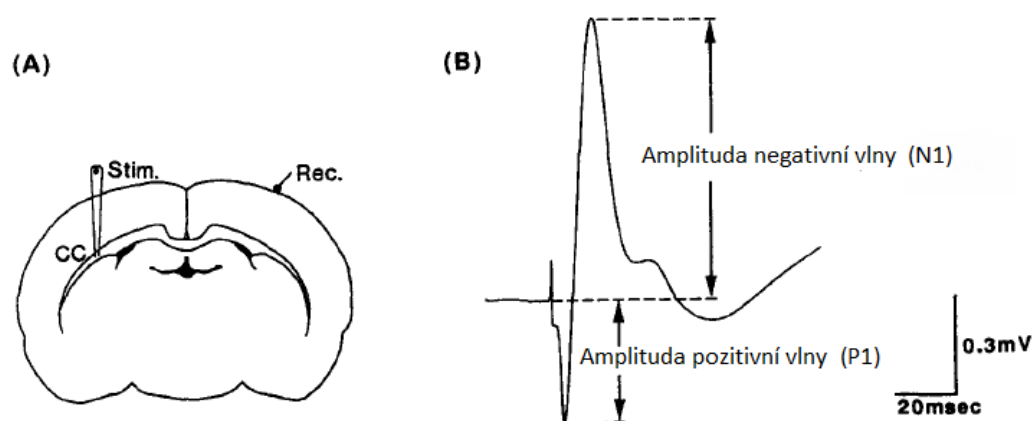 (A)
Stim.
Rec.
CC
(B)
Amplituda negativní vlny (N1)
Amplituda pozitivní vlny (P1)
0.3mV
20msec